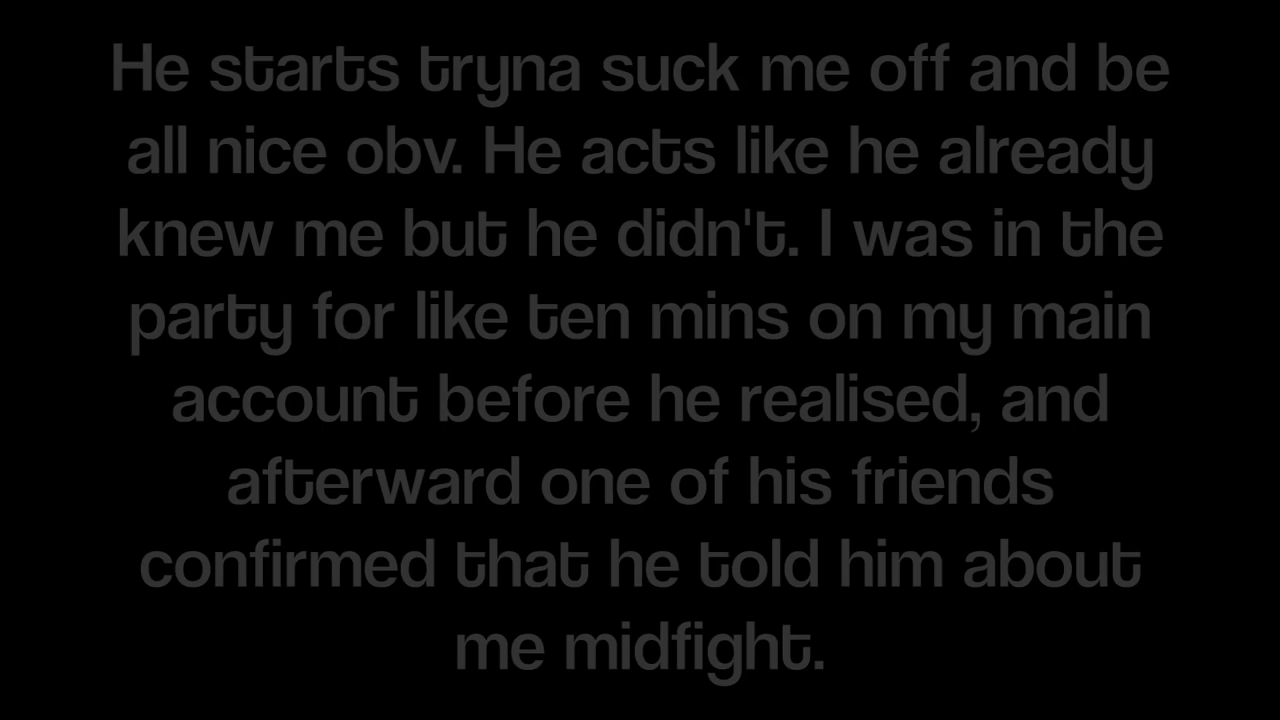 He starts tryna suck me off and be
all nice obv. He acts like he already
knew me but he didn't. I was in the
party for like ten mins on my main
account before he realised, and
afterward one of his friends
confirmed that he told him about
me midfight.